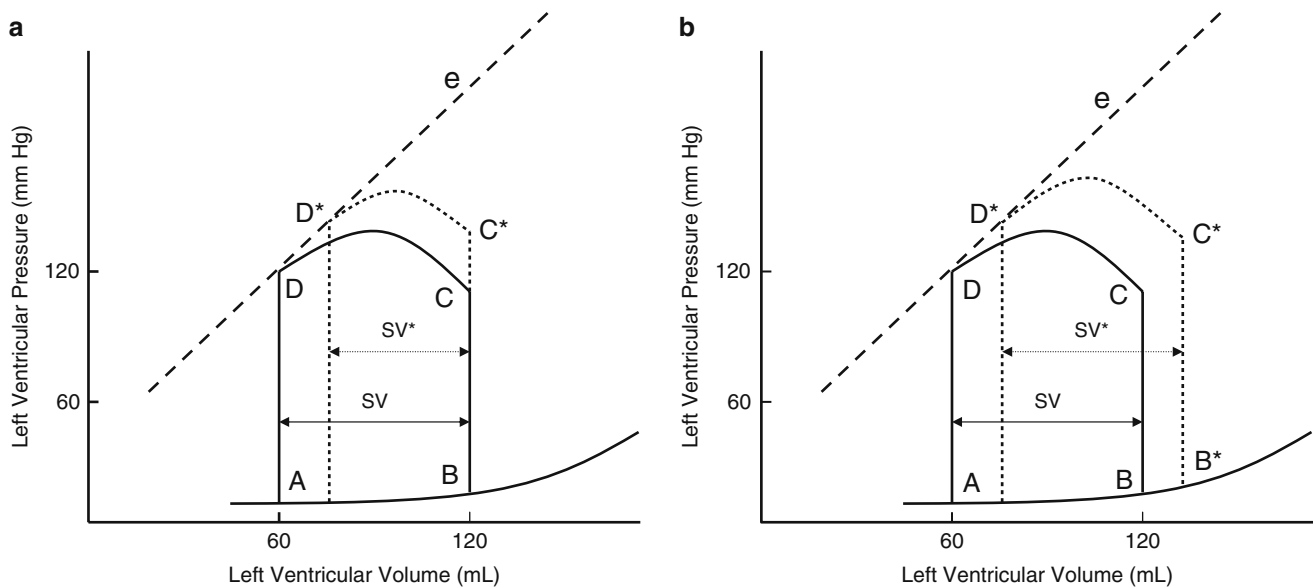 a
e
D*
C*
120
D
C
SV*
60
SV
A
B
60
120
Left Ventricular Pressure (mm Hg)
Left Ventricular Volume (mL)
b
e
D*
C*
120
D
C
SV*
60
SV
A
B
B*
60
120
Left Ventricular Pressure (mm Hg)
Left Ventricular Volume (mL)